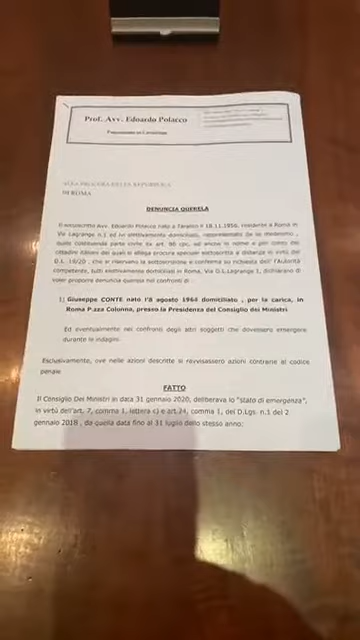 Prof. Avv. Edoardo Polacco
Patrocinante in Cassazione
ALLA PROCURA DELLA REPUBBLICA
DI ROMA
DENUNCIA QUERELA
Il sottoscritto Avv. Edoardo Polacco nato a Taranto il 18.11.1956, residente a Roma in
Via Lagrange n.1 ed ivi elettivamente domiciliato, rappresentato da se medesimo,
quale costituenda parte civile ex art. 80 cpc, ed anche in nome e per conto dei
cittadini italiani dei quali si allega procura speciale sottoscritta a distanza in virtù del
D.L. 18/20 , che si riservano la sottoscrizione e conferma su richiesta dell' l'Autorità
competente, tutti elettivamente domiciliati in Roma, Via G.L.Lagrange 1, dichiarano di
voler proporre denuncia querela nei confronti di :
1) Giuseppe CONTE nato l'8 agosto 1964 domiciliato , per la carica, in
Roma P.zza Colonna, presso la Presidenza del Consiglio dei Ministri
Ed eventualmente nei confronti degli altri soggetti che dovessero emergere
durante le indagini.
Esclusivamente, ove nelle azioni descritte si ravvisassero azioni contrarie al codice
penale
FATTO
Il Consiglio Dei Ministri in data 31 gennaio 2020, deliberava lo "stato di emergenza",
in virtù dell'art. 7, comma 1, lettera c) e art.24, comma 1, del D.Lgs. n.1 del 2
gennaio 2018 , da quella data fino al 31 luglio dello stesso anno;